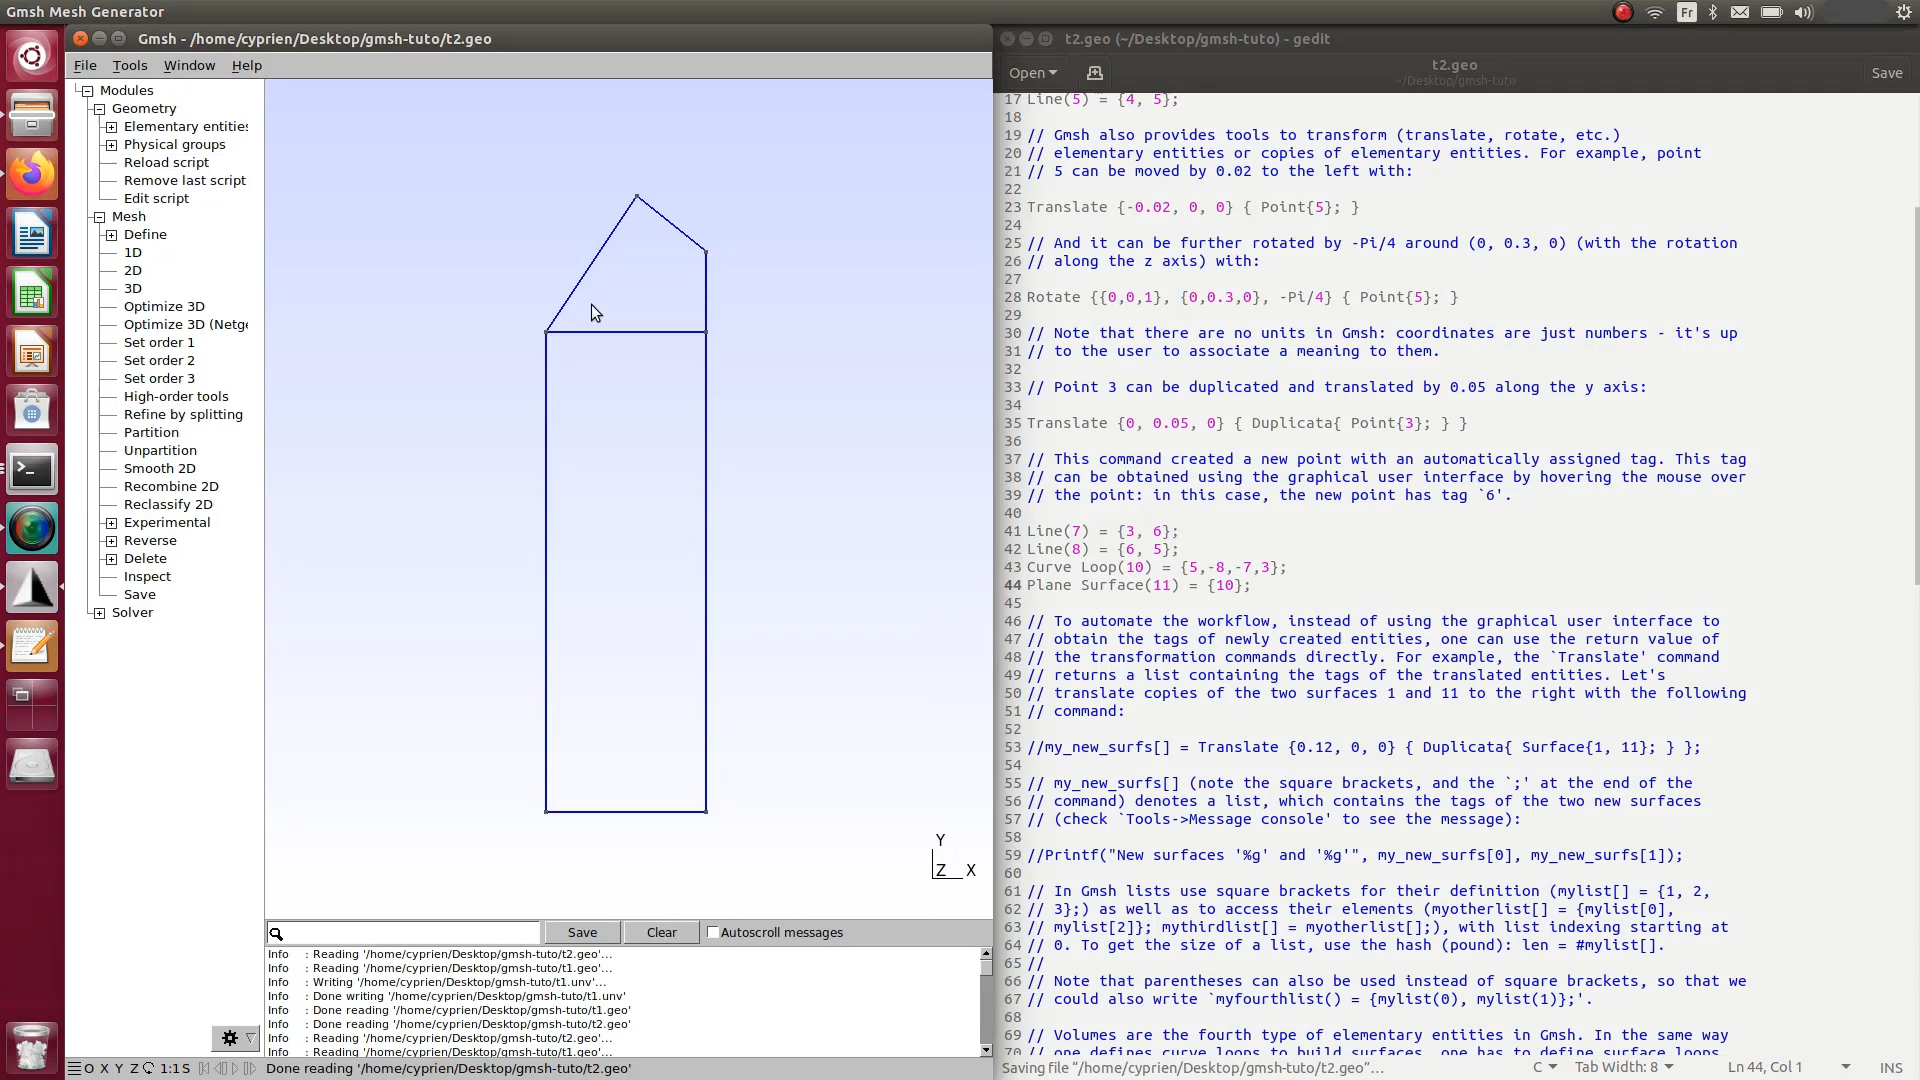 Gmsh Mesh Generator
Fr
Gmsh - /home/cyprien/Desktop/gmsh-tuto/t2.geo
File Tools Window Help
Modules
Geometry
Elementary entities
Physical groups
Reload script
Remove last script
Edit script
Mesh
Define
1D
2D
3D
Optimize 3D
Optimize 3D (Netge
Set order 1
Set order 2
Set order 3
High-order tools
Refine by splitting
Partition
Unpartition
Smooth 2D
Recombine 2D
Reclassify 2D
Experimental
Reverse
Delete
Inspect
Save
Solver
Y
Z X
Save Clear Autoscroll messages
Info : Reading '/home/cyprien/Desktop/gmsh-tuto/t2.geo'...
Info : Reading '/home/cyprien/Desktop/gmsh-tuto/t1.geo'...
Info : Writing '/home/cyprien/Desktop/gmsh-tuto/t1.unv'...
Info : Done writing '/home/cyprien/Desktop/gmsh-tuto/t1.unv'
Info : Done reading '/home/cyprien/Desktop/gmsh-tuto/t1.geo'
Info : Done reading '/home/cyprien/Desktop/gmsh-tuto/t2.geo'
Info : Reading '/home/cyprien/Desktop/gmsh-tuto/t2.geo'...
Info : Reading '/home/cyprien/Desktop/gmsh-tuto/t1.geo'...
O X Y Z 1:1 S Done reading '/home/cyprien/Desktop/gmsh-tuto/t2.geo'
t2.geo (~/Desktop/gmsh-tuto) - gedit
Open
t2.geo
~/Desktop/gmsh-tuto
Save
17 Line(5) = {4, 5};
18
19 // Gmsh also provides tools to transform (translate, rotate, etc.)
20 // elementary entities or copies of elementary entities. For example, point
21 // 5 can be moved by 0.02 to the left with:
22
23 Translate {-0.02, 0, 0} { Point{5}; }
24
25 // And it can be further rotated by -Pi/4 around (0, 0.3, 0) (with the rotation
26 // along the z axis) with:
27
28 Rotate {{0,0,1}, {0,0.3,0}, -Pi/4} { Point{5}; }
29
30 // Note that there are no units in Gmsh: coordinates are just numbers - it's up
31 // to the user to associate a meaning to them.
32
33 // Point 3 can be duplicated and translated by 0.05 along the y axis:
34
35 Translate {0, 0.05, 0} { Duplicata{ Point{3}; } }
36
37 // This command created a new point with an automatically assigned tag. This tag
38 // can be obtained using the graphical user interface by hovering the mouse over
39 // the point: in this case, the new point has tag `6'.
40
41 Line(7) = {3, 6};
42 Line(8) = {6, 5};
43 Curve Loop(10) = {5,-8,-7,3};
44 Plane Surface(11) = {10};
45
46 // To automate the workflow, instead of using the graphical user interface to
47 // obtain the tags of newly created entities, one can use the return value of
48 // the transformation commands directly. For example, the `Translate' command
49 // returns a list containing the tags of the translated entities. Let's
50 // translate copies of the two surfaces 1 and 11 to the right with the following
51 // command:
52
53 //my_new_surfs[] = Translate {0.12, 0, 0} { Duplicata{ Surface{1, 11}; } };
54
55 // my_new_surfs[] (note the square brackets, and the `;' at the end of the
56 // command) denotes a list, which contains the tags of the two new surfaces
57 // (check `Tools->Message console' to see the message):
58
59 //Printf("New surfaces '%g' and '%g'", my_new_surfs[0], my_new_surfs[1]);
60
61 // In Gmsh lists use square brackets for their definition (mylist[] = {1, 2,
62 // 3};) as well as to access their elements (myotherlist[] = {mylist[0],
63 // mylist[2]}; mythirdlist[] = myotherlist[];), with list indexing starting at
64 // 0. To get the size of a list, use the hash (pound): len = #mylist[].
65 //
66 // Note that parentheses can also be used instead of square brackets, so that we
67 // could also write `myfourthlist() = {mylist(0), mylist(1)};'.
68
69 // Volumes are the fourth type of elementary entities in Gmsh. In the same way
70 // one defines curve loops to build surfaces, one has to define surface loops
Saving file “/home/cyprien/Desktop/gmsh-tuto/t2.geo”… C Tab Width: 8 Ln 44, Col 1 INS